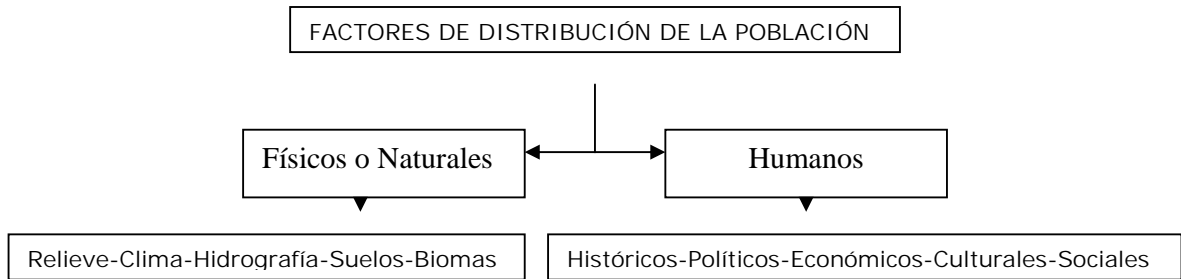 FACTORES DE DISTRIBUCIÓN DE LA POBLACIÓN
Físicos o Naturales
Humanos
Relieve-Clima-Hidrografía-Suelos-Biomas
Históricos-Políticos-Económicos-Culturales-Sociales